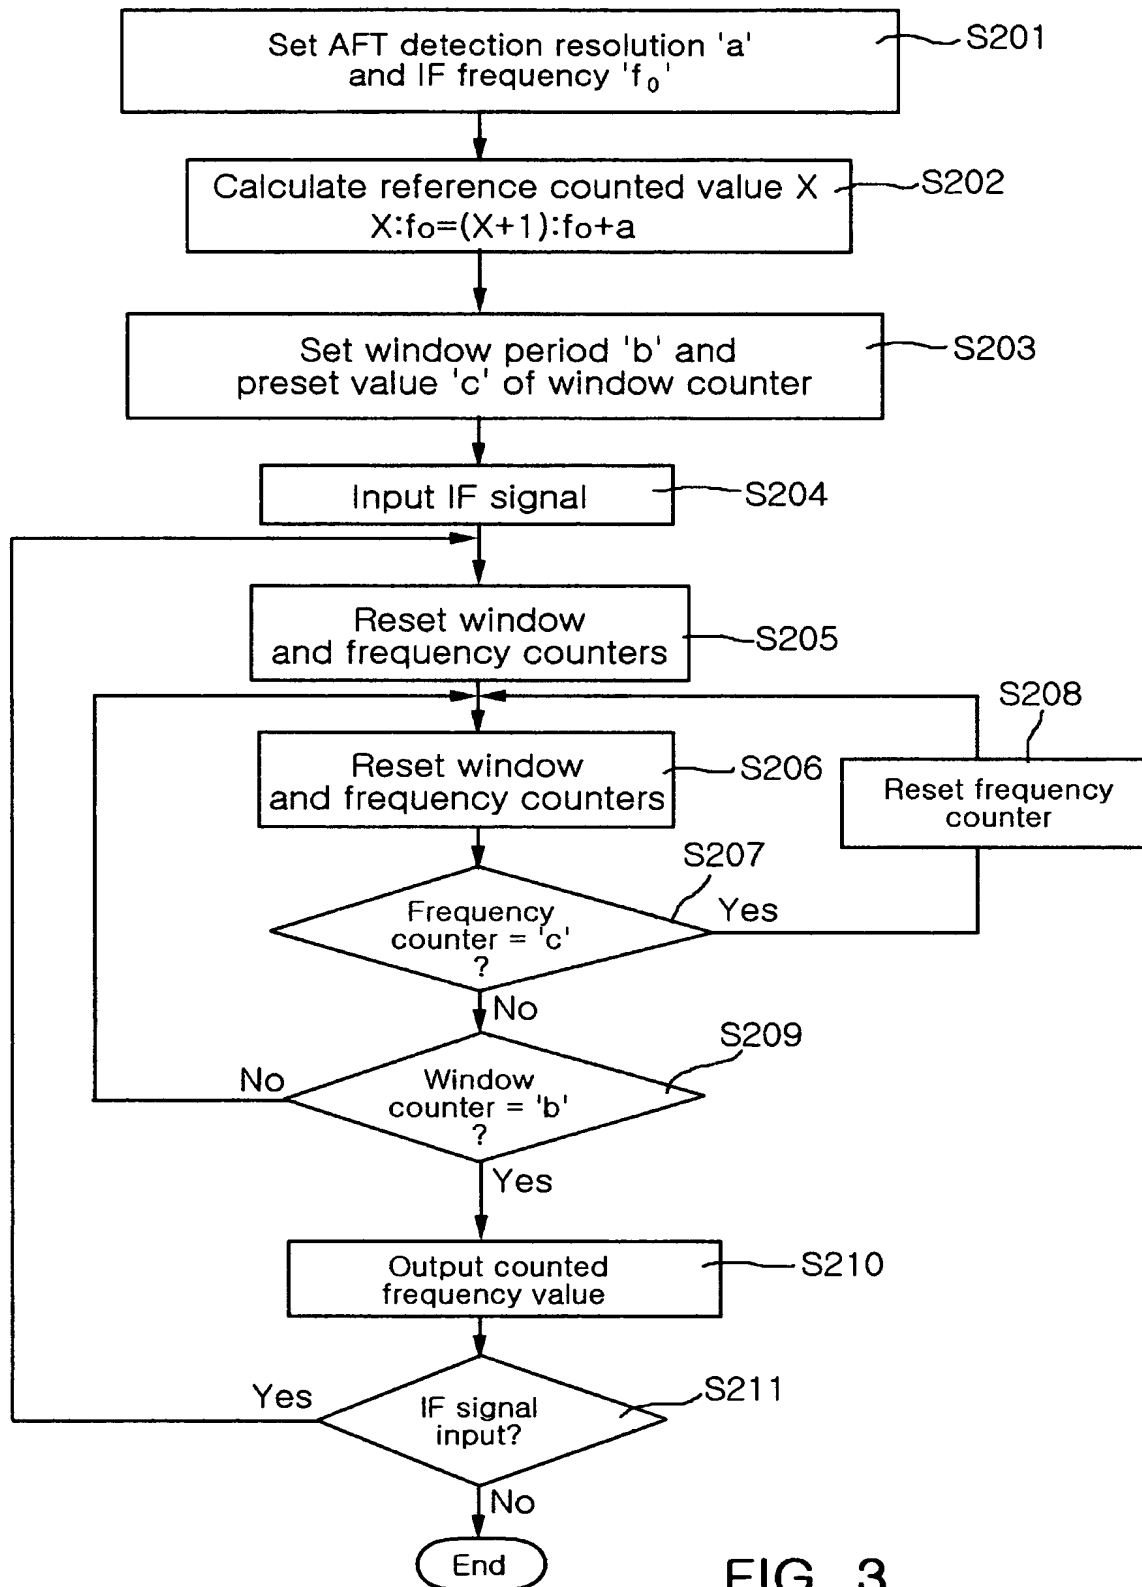 Set AFT detection resolution 'a'
and IF frequency 'f₀'
S201
Calculate reference counted value X
X:fo=(X+1):fo+a
S202
Set window period 'b' and
preset value 'c' of window counter
S203
Input IF signal
S204
Reset window
and frequency counters
S205
Reset window
and frequency counters
S206
S208
Reset frequency
counter
S207
Frequency
counter = 'c'
?
Yes
No
S209
Window
counter = 'b'
?
No
Yes
Output counted
frequency value
S210
IF signal
input?
S211
Yes
No
End
FIG. 3